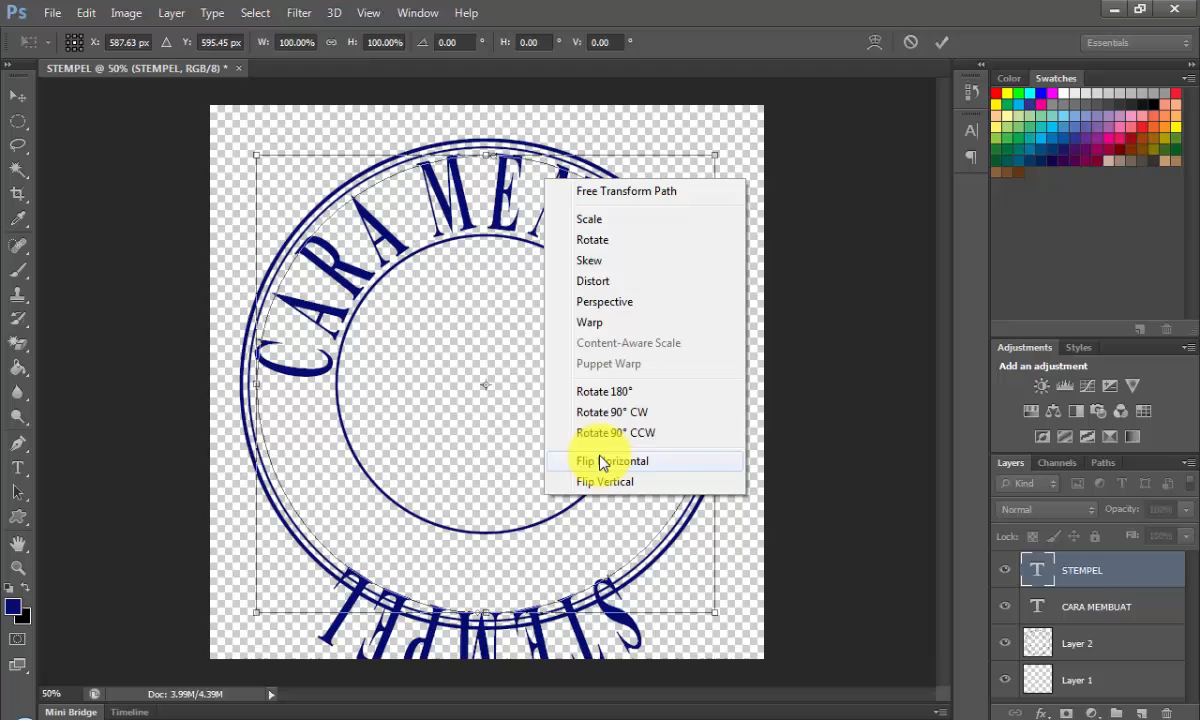 Ps File Edit Image Layer Type Select Filter 3D View Window Help
X: 587.63 px Y: 595.45 px W: 100.00% H: 100.00% 0.00 ° H: 0.00 ° V: 0.00 ° Essentials
STEMPEL @ 50% (STEMPEL, RGB/8) * ×
Color Swatches
CARA MEM
Free Transform Path
Scale
Rotate
Skew
Distort
Perspective
Warp
Content-Aware Scale
Puppet Warp
Rotate 180°
Rotate 90° CW
Rotate 90° CCW
Flip Horizontal
Flip Vertical
STEMPEL
Adjustments Styles
Add an adjustment
Layers Channels Paths
Kind
Normal Opacity: 100%
Lock: Fill: 100%
T STEMPEL
T CARA MEMBUAT
Layer 2
Layer 1
fx
50% Doc: 3.99M/4.39M
Mini Bridge Timeline